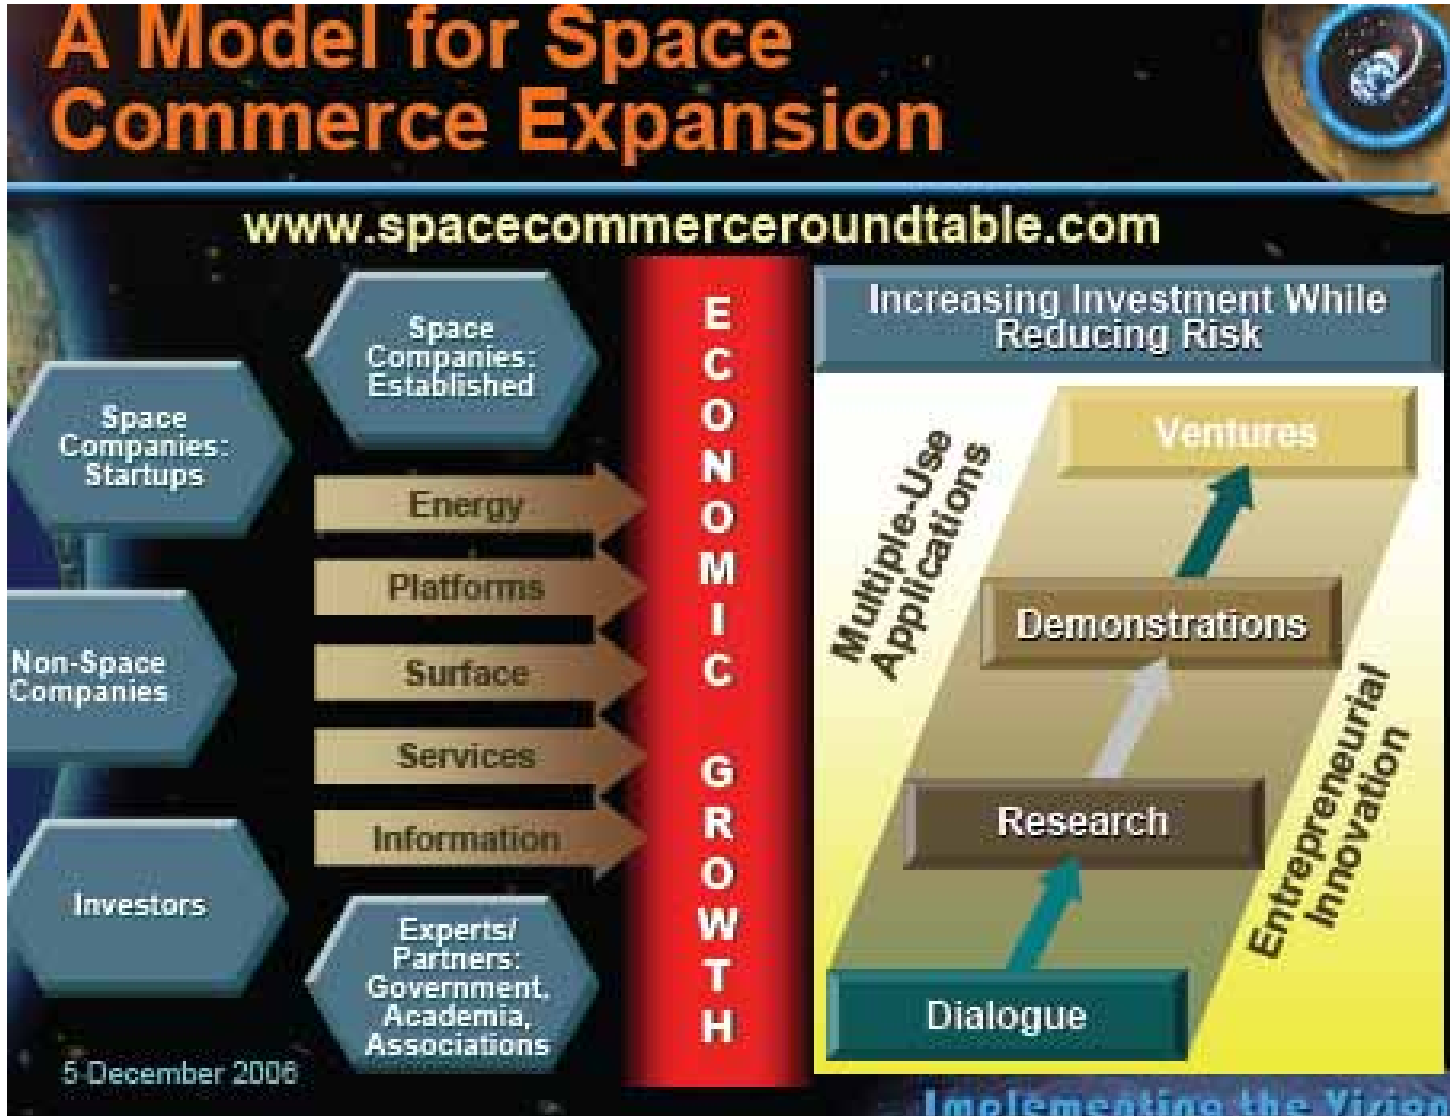 A Model for Space
Commerce Expansion
www.spacecommerceroundtable.com
Space
Companies:
Established
Space
Companies:
Startups
Non-Space
Companies
Investors
Experts/
Partners:
Government,
Academia,
Associations
Energy
Platforms
Surface
Services
Information
ECONOMIC GROWTH
Increasing Investment While
Reducing Risk
Multiple-Use
Applications
Ventures
Demonstrations
Research
Dialogue
Entrepreneurial
Innovation
5 December 2006
Implementing the Vision